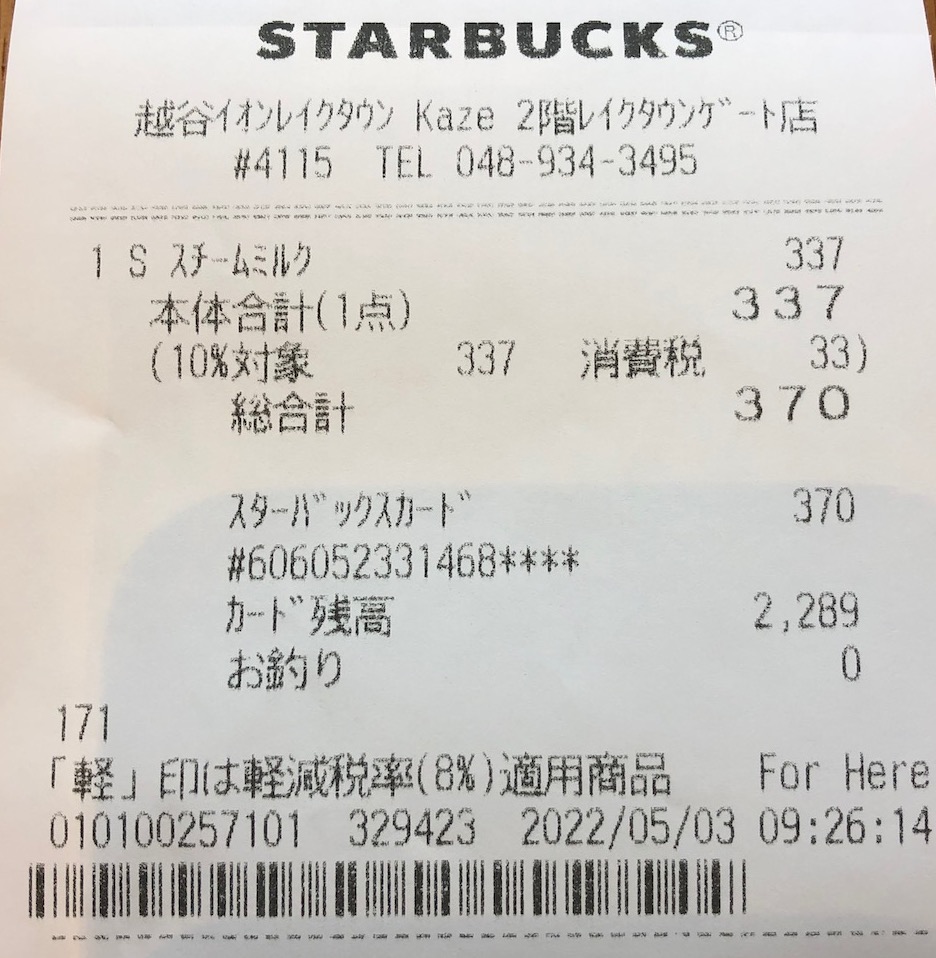 STARBUCKS®
越谷ｲｵﾝﾚｲｸﾀｳﾝ Kaze 2階ﾚｲｸﾀｳﾝｹﾞｰﾄ店
#4115 TEL 048-934-3495
1 S ｽﾁｰﾑﾐﾙｸ 337
本体合計(1点) 337
(10%対象 337 消費税 33)
総合計 370
ｽﾀｰﾊﾞｯｸｽｶｰﾄﾞ 370
#606052331468****
ｶｰﾄﾞ残高 2,289
お釣り 0
171
「軽」印は軽減税率(8%)適用商品 For Here
010100257101 329423 2022/05/03 09:26:14